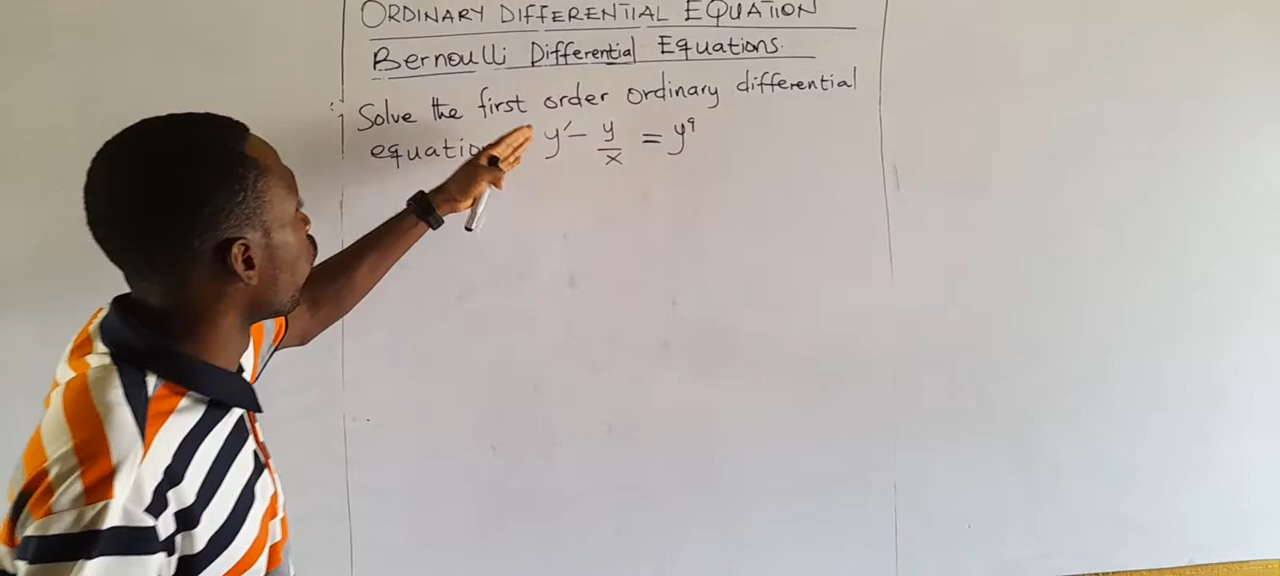 ORDINARY DIFFERENTIAL EQUATION
Bernoulli Differential Equations.
Solve the first order ordinary differential
equation y′ − y/x = y⁹